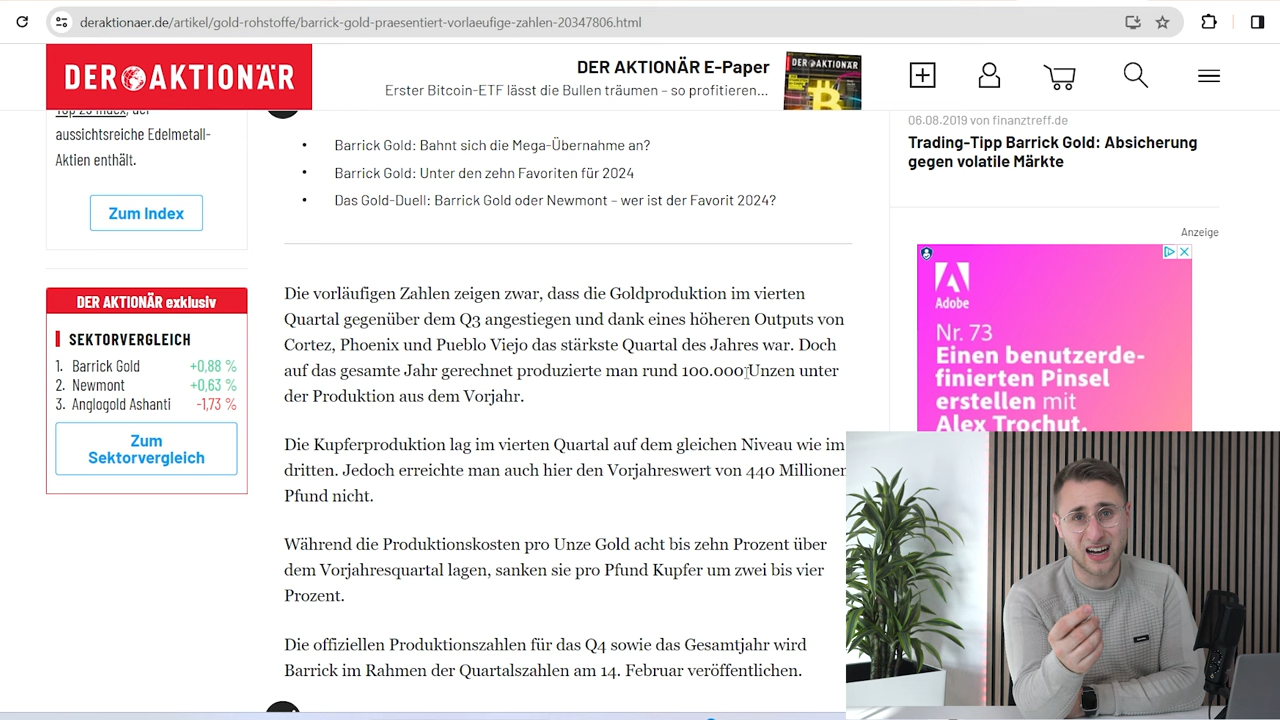 deraktionaer.de/artikel/gold-rohstoffe/barrick-gold-praesentiert-vorlaeufige-zahlen-20347806.html
DER AKTIONÄR
DER AKTIONÄR E-Paper
Erster Bitcoin-ETF lässt die Bullen träumen – so profitieren...
DER AKTIONÄR
aussichtsreiche Edelmetall-
Aktien enthält.
Zum Index
DER AKTIONÄR exklusiv
SEKTORVERGLEICH
1. Barrick Gold +0,88 %
2. Newmont +0,63 %
3. Anglogold Ashanti -1,73 %
Zum
Sektorvergleich
• Barrick Gold: Bahnt sich die Mega-Übernahme an?
• Barrick Gold: Unter den zehn Favoriten für 2024
• Das Gold-Duell: Barrick Gold oder Newmont – wer ist der Favorit 2024?
Die vorläufigen Zahlen zeigen zwar, dass die Goldproduktion im vierten
Quartal gegenüber dem Q3 angestiegen und dank eines höheren Outputs von
Cortez, Phoenix und Pueblo Viejo das stärkste Quartal des Jahres war. Doch
auf das gesamte Jahr gerechnet produzierte man rund 100.000 Unzen unter
der Produktion aus dem Vorjahr.
Die Kupferproduktion lag im vierten Quartal auf dem gleichen Niveau wie im
dritten. Jedoch erreichte man auch hier den Vorjahreswert von 440 Millionen
Pfund nicht.
Während die Produktionskosten pro Unze Gold acht bis zehn Prozent über
dem Vorjahresquartal lagen, sanken sie pro Pfund Kupfer um zwei bis vier
Prozent.
Die offiziellen Produktionszahlen für das Q4 sowie das Gesamtjahr wird
Barrick im Rahmen der Quartalszahlen am 14. Februar veröffentlichen.
06.08.2019 von finanztreff.de
Trading-Tipp Barrick Gold: Absicherung
gegen volatile Märkte
Anzeige
Adobe
Nr. 73
Einen benutzerde-
finierten Pinsel
erstellen mit
Alex Trochut.